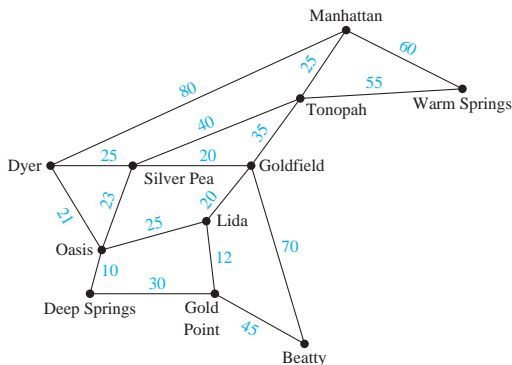 Manhattan
60
25
80
55
Warm Springs
Tonopah
40
35
Dyer
25
20
Goldfield
Silver Pea
23
21
20
25
Lida
Oasis
70
10
12
30
Deep Springs
Gold
Point
45
Beatty